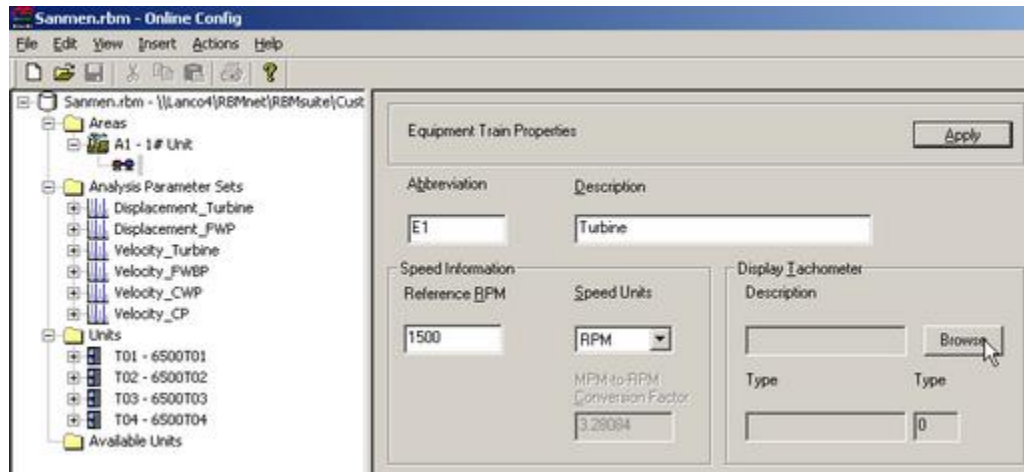 Sanmen.rbm - Online Config
File Edit View Insert Actions Help
Sanmen.rbm - \\Lanco4\RBMnet\RBMsuite\Cust
Areas
A1 - 1# Unit
Analysis Parameter Sets
Displacement_Turbine
Displacement_FWP
Velocity_Turbine
Velocity_FWBP
Velocity_CWP
Velocity_CP
Units
T01 - 6500T01
T02 - 6500T02
T03 - 6500T03
T04 - 6500T04
Available Units
Equipment Train Properties
Apply
Abbreviation Description
E1 Turbine
Speed Information
Reference RPM Speed Units
1500 RPM
MPM-to-RPM
Conversion Factor
3.28084
Display Tachometer
Description
Browse
Type Type
0